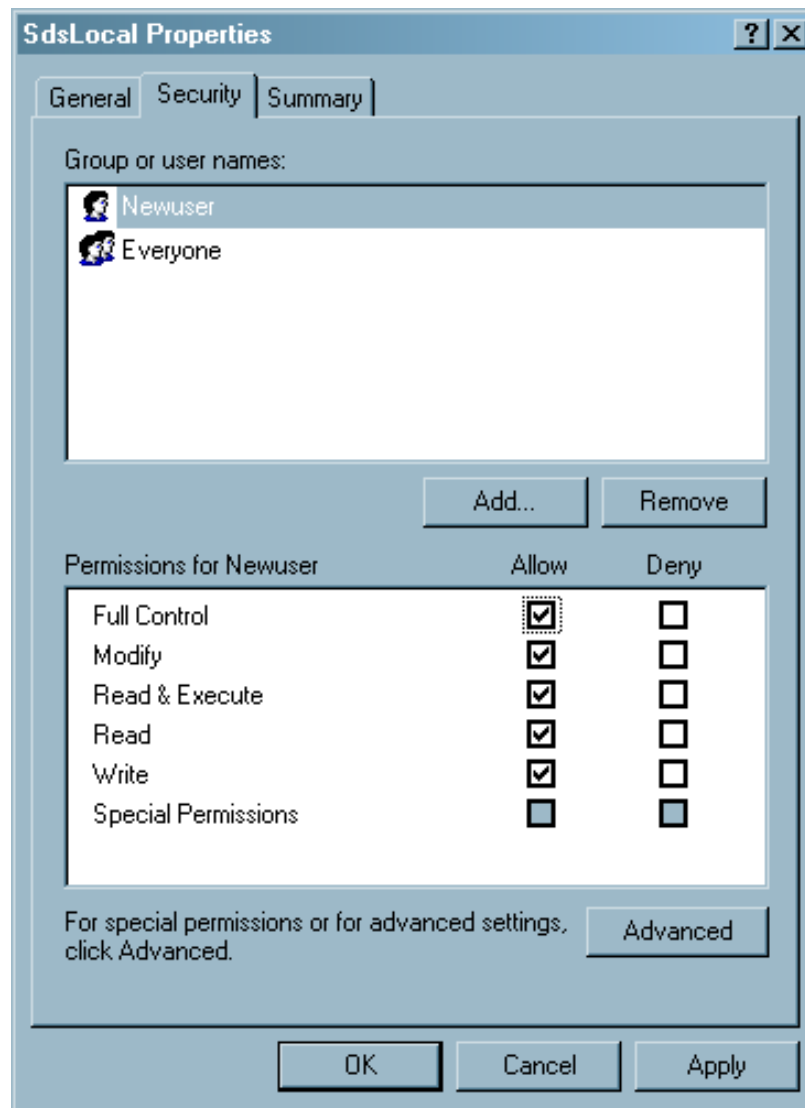 SdsLocal Properties
General Security Summary
Group or user names:
Newuser
Everyone
Add... Remove
Permissions for Newuser Allow Deny
Full Control
Modify
Read & Execute
Read
Write
Special Permissions
For special permissions or for advanced settings,
click Advanced.
Advanced
OK Cancel Apply